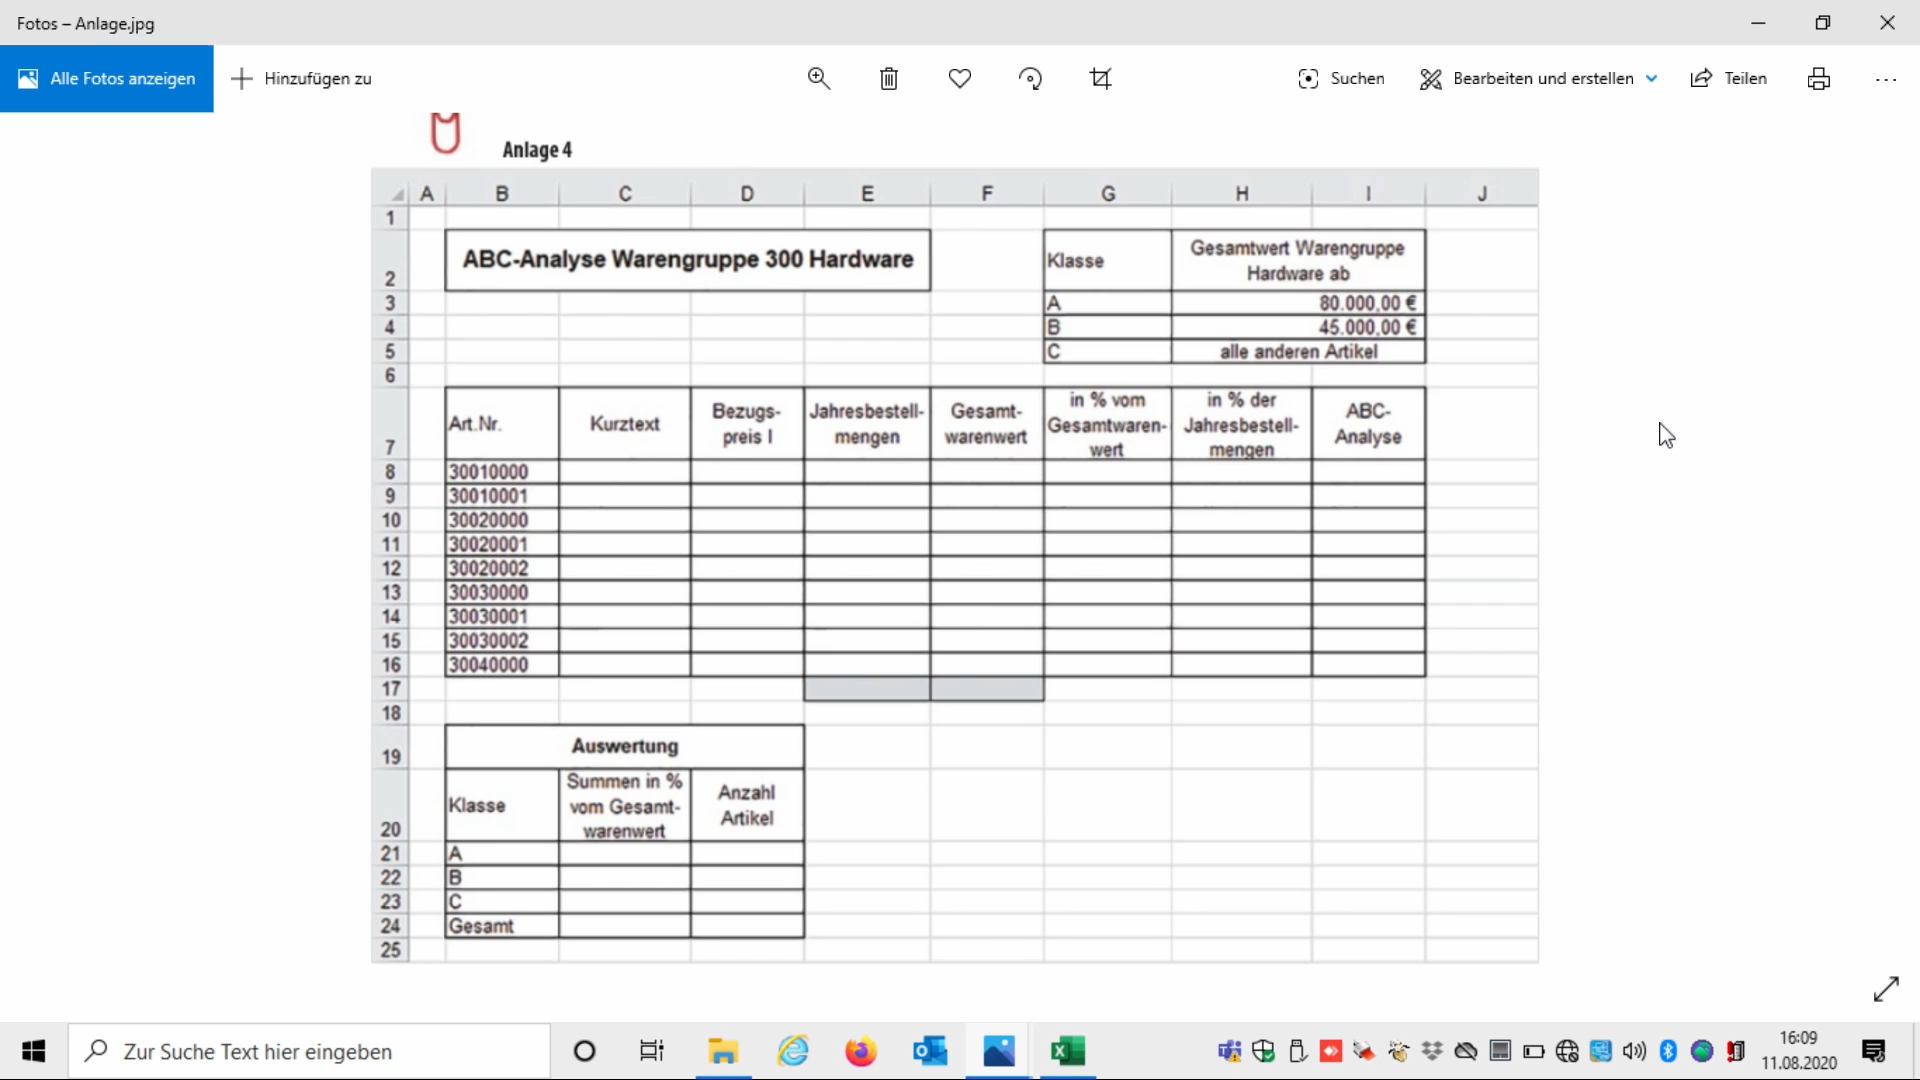 Fotos – Anlage.jpg
Alle Fotos anzeigen
Hinzufügen zu
Suchen
Bearbeiten und erstellen
Teilen
Anlage 4
A B C D E F G H I J
1
2 ABC-Analyse Warengruppe 300 Hardware Klasse Gesamtwert Warengruppe
Hardware ab
3 A 80.000,00 €
4 B 45.000,00 €
5 C alle anderen Artikel
6
7 Art.Nr. Kurztext Bezugs-
preis I
Jahresbestell-
mengen
Gesamt-
warenwert
in % vom
Gesamtwaren-
wert
in % der
Jahresbestell-
mengen
ABC-
Analyse
8 30010000
9 30010001
10 30020000
11 30020001
12 30020002
13 30030000
14 30030001
15 30030002
16 30040000
17
18
19 Auswertung
20 Klasse Summen in %
vom Gesamt-
warenwert
Anzahl
Artikel
21 A
22 B
23 C
24 Gesamt
25
Zur Suche Text hier eingeben
16:09
11.08.2020